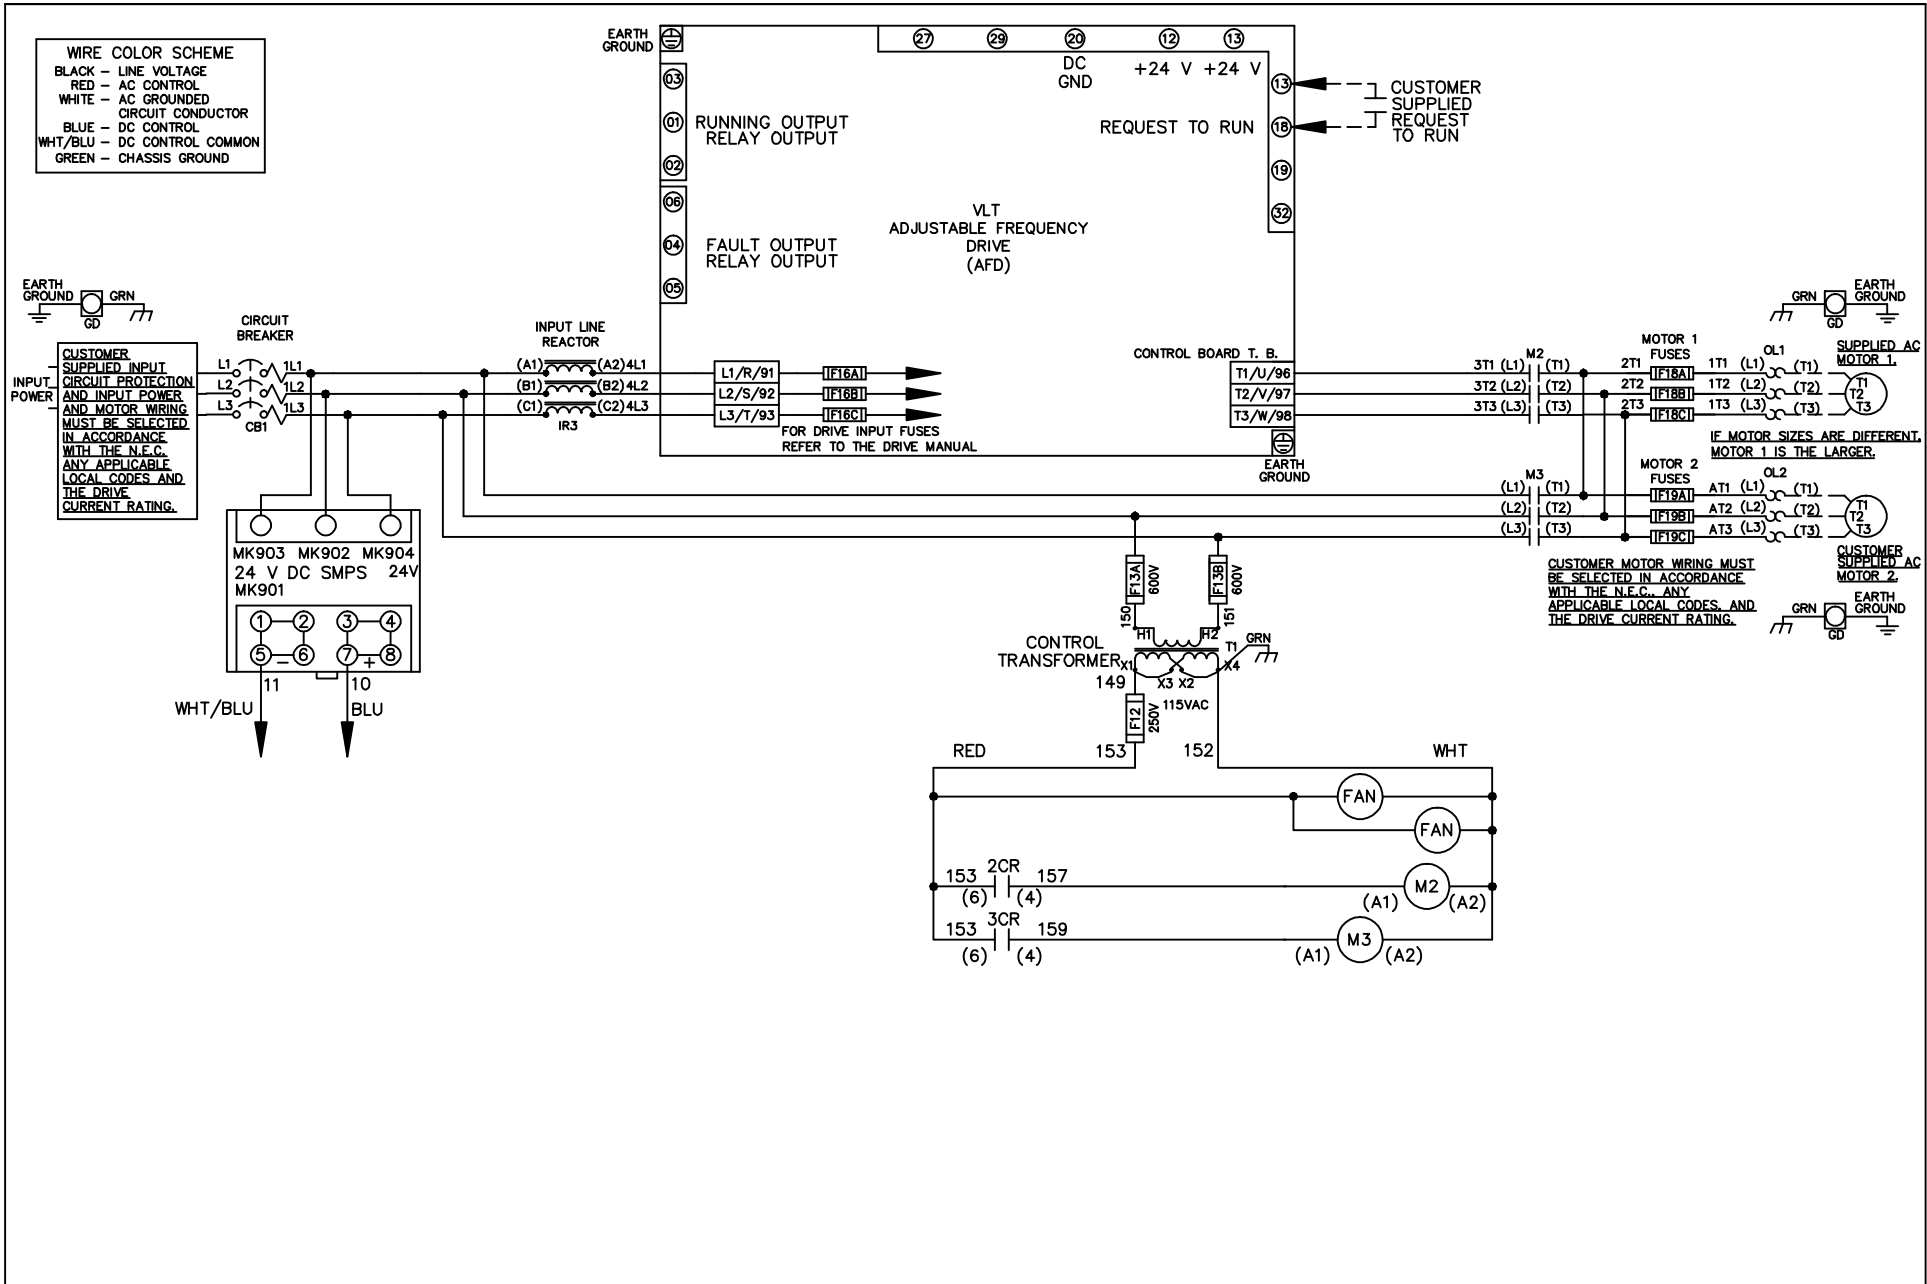 WIRE COLOR SCHEME
BLACK – LINE VOLTAGE
RED – AC CONTROL
WHITE – AC GROUNDED
CIRCUIT CONDUCTOR
BLUE – DC CONTROL
WHT/BLU – DC CONTROL COMMON
GREEN – CHASSIS GROUND
EARTH
GROUND
27 29 20 12 13
DC
GND
+24 V +24 V
03
01
02
RUNNING OUTPUT
RELAY OUTPUT
06
04
05
FAULT OUTPUT
RELAY OUTPUT
VLT
ADJUSTABLE FREQUENCY
DRIVE
(AFD)
13
REQUEST TO RUN 18
19
32
CUSTOMER
SUPPLIED
REQUEST
TO RUN
EARTH
GROUND
GRN
GD
INPUT
POWER
CUSTOMER
SUPPLIED INPUT
CIRCUIT PROTECTION
AND INPUT POWER
AND MOTOR WIRING
MUST BE SELECTED
IN ACCORDANCE
WITH THE N.E.C.
ANY APPLICABLE
LOCAL CODES AND
THE DRIVE
CURRENT RATING.
CIRCUIT
BREAKER
L1 1L1
L2 1L2
L3 1L3
CB1
INPUT LINE
REACTOR
(A1) (A2) 4L1
(B1) (B2) 4L2
(C1) (C2) 4L3
IR3
L1/R/91 F16A
L2/S/92 F16B
L3/T/93 F16C
FOR DRIVE INPUT FUSES
REFER TO THE DRIVE MANUAL
CONTROL BOARD T. B.
T1/U/96
T2/V/97
T3/W/98
EARTH
GROUND
M2
3T1 (L1) (T1)
3T2 (L2) (T2)
3T3 (L3) (T3)
MOTOR 1
FUSES
2T1 F18A 1T1 (L1) (T1)
2T2 F18B 1T2 (L2) (T2)
2T3 F18C 1T3 (L3) (T3)
OL1
T1
T2
T3
GRN
GD
EARTH
GROUND
SUPPLIED AC
MOTOR 1.
IF MOTOR SIZES ARE DIFFERENT,
MOTOR 1 IS THE LARGER.
M3
(L1) (T1)
(L2) (T2)
(L3) (T3)
MOTOR 2
FUSES
F19A AT1 (L1) (T1)
F19B AT2 (L2) (T2)
F19C AT3 (L3) (T3)
OL2
T1
T2
T3
CUSTOMER
SUPPLIED AC
MOTOR 2.
CUSTOMER MOTOR WIRING MUST
BE SELECTED IN ACCORDANCE
WITH THE N.E.C., ANY
APPLICABLE LOCAL CODES, AND
THE DRIVE CURRENT RATING.
GRN
GD
EARTH
GROUND
MK903 MK902 MK904
24 V DC SMPS 24V
MK901
1 2 3 4
5 – 6 7 + 8
11 10
WHT/BLU BLU
F13A 600V
F13B 600V
150 151
H1 H2
CONTROL
TRANSFORMER
T1
GRN
X1 X3 X2 X4
149
F12 250V
115VAC
RED 153 152 WHT
FAN
FAN
2CR
153 157
(6) (4)
M2
(A1) (A2)
3CR
153 159
(6) (4)
M3
(A1) (A2)